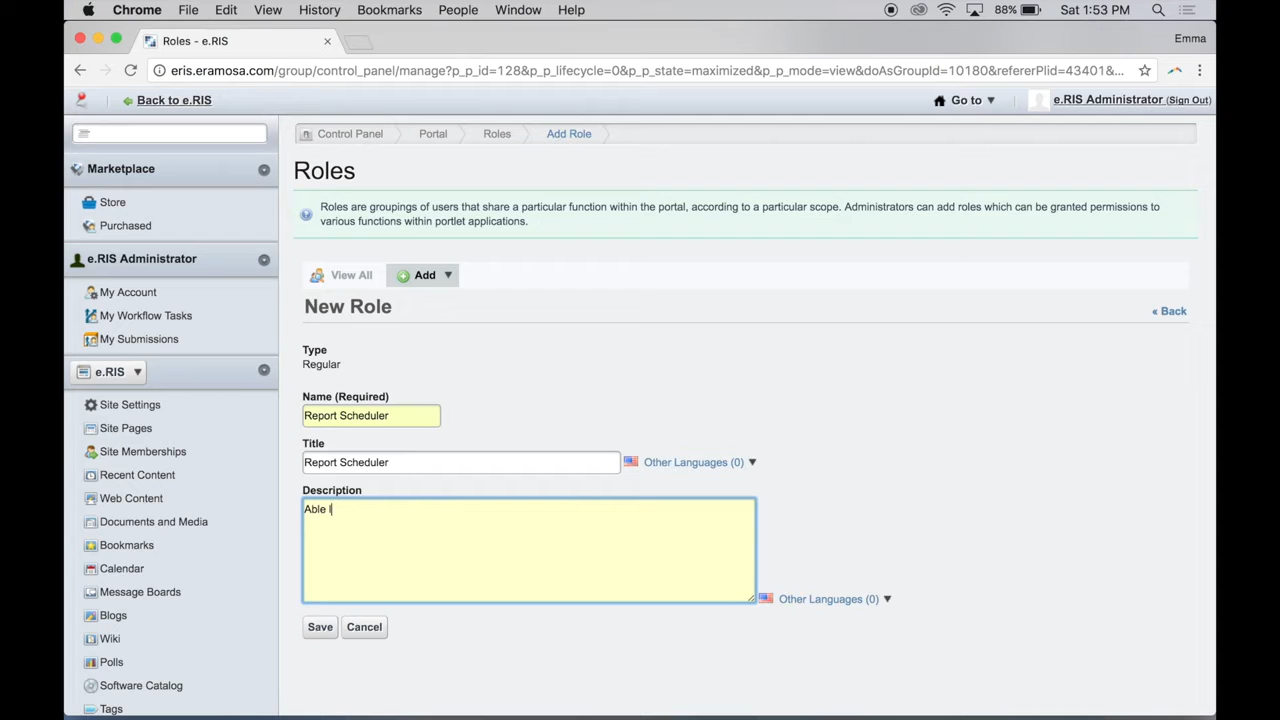 Chrome File Edit View History Bookmarks People Window Help 88% Sat 1:53 PM
Roles - e.RIS × Emma
eris.eramosa.com/group/control_panel/manage?p_p_id=128&p_p_lifecycle=0&p_p_state=maximized&p_p_mode=view&doAsGroupId=10180&refererPlid=43401&...
Back to e.RIS Go to ▼ e.RIS Administrator (Sign Out)
Control Panel Portal Roles Add Role
Marketplace
Store
Purchased
e.RIS Administrator
My Account
My Workflow Tasks
My Submissions
e.RIS ▼
Site Settings
Site Pages
Site Memberships
Recent Content
Web Content
Documents and Media
Bookmarks
Calendar
Message Boards
Blogs
Wiki
Polls
Software Catalog
Tags
Roles
Roles are groupings of users that share a particular function within the portal, according to a particular scope. Administrators can add roles which can be granted permissions to
various functions within portlet applications.
View All Add ▼
New Role
« Back
Type
Regular
Name (Required)
Report Scheduler
Title
Report Scheduler Other Languages (0) ▼
Description
Able
Other Languages (0) ▼
Save Cancel